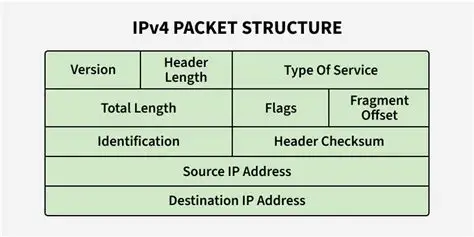 IPv4 PACKET STRUCTURE
Version
Header
Length
Type Of Service
Total Length
Flags
Fragment
Offset
Identification
Header Checksum
Source IP Address
Destination IP Address